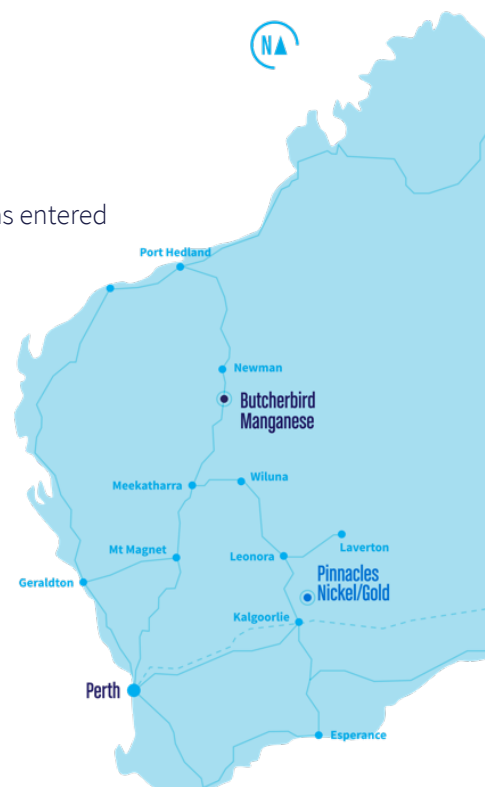 N
as entered
Port Hedland
Newman
Butcherbird
Manganese
Wiluna
Meekatharra
Mt Magnet
Leonora
Laverton
Geraldton
Pinnacles
Nickel/Gold
Kalgoorlie
Perth
Esperance